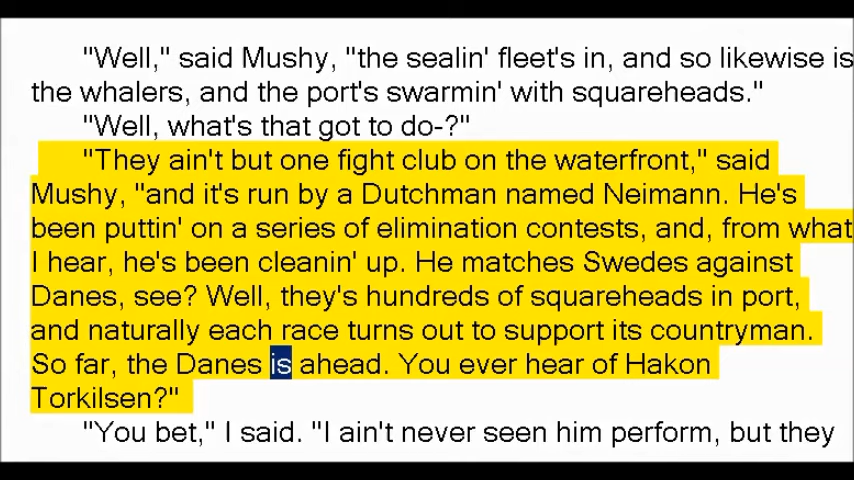 "Well," said Mushy, "the sealin' fleet's in, and so likewise is
the whalers, and the port's swarmin' with squareheads."
"Well, what's that got to do-?"
"They ain't but one fight club on the waterfront," said
Mushy, "and it's run by a Dutchman named Neimann. He's
been puttin' on a series of elimination contests, and, from what
I hear, he's been cleanin' up. He matches Swedes against
Danes, see? Well, they's hundreds of squareheads in port,
and naturally each race turns out to support its countryman.
So far, the Danes is ahead. You ever hear of Hakon
Torkilsen?"
"You bet," I said. "I ain't never seen him perform, but they